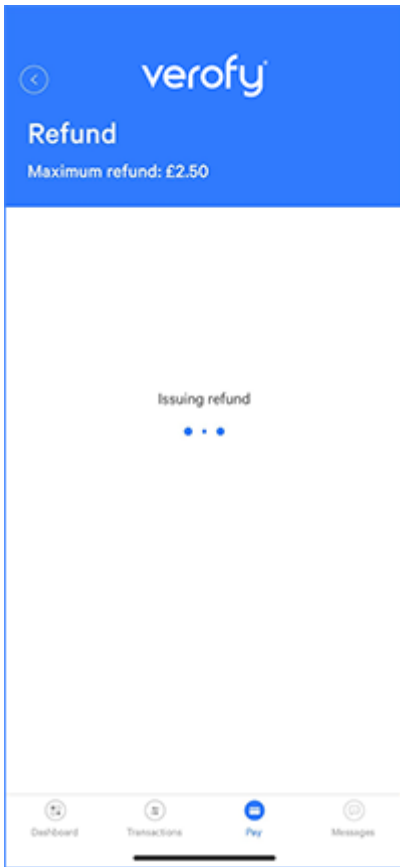 verofy
Refund
Maximum refund: £2.50
Issuing refund
Dashboard
Transactions
Pay
Messages